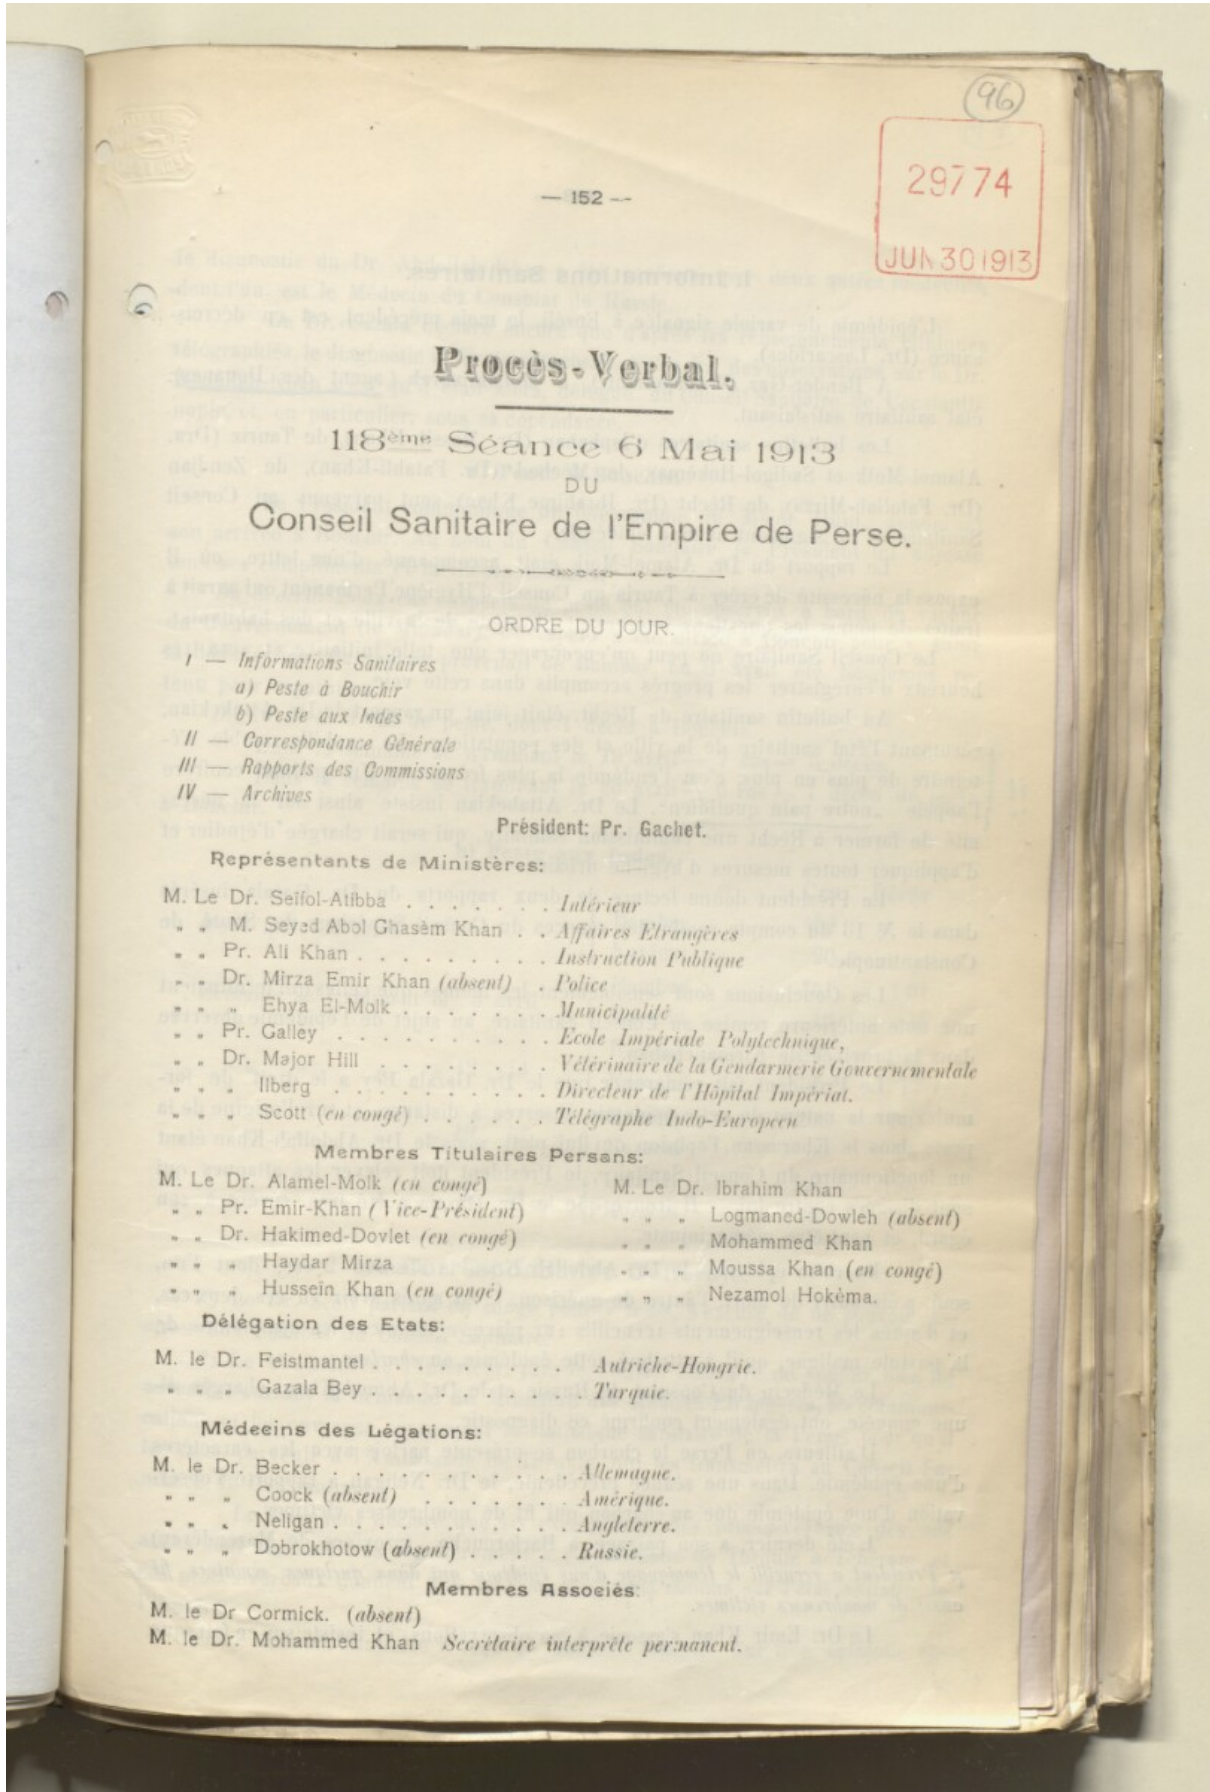 96
29774
JUN 30 1913
— 152 —
Procès-Verbal.
118ème Séance 6 Mai 1913
DU
Conseil Sanitaire de l'Empire de Perse.
ORDRE DU JOUR.
I — Informations Sanitaires
a) Peste à Bouchir
b) Peste aux Indes
II — Correspondance Générale
III — Rapports des Commissions
IV — Archives
Président: Pr. Gachet.
Représentants de Ministères:
M. Le Dr. Seïfol-Atibba . . . . . . . Intérieur
„ „ M. Seyed Abol Ghasèm Khan . . Affaires Etrangères
„ „ Pr. Ali Khan . . . . . . . . . Instruction Publique
„ „ Dr. Mirza Emir Khan (absent) . Police
„ „ „ Ehya El-Molk . . . . . . . Municipalité
„ „ Pr. Galley . . . . . . . . . . Ecole Impériale Polytechnique,
„ „ Dr. Major Hill . . . . . . . . Vétérinaire de la Gendarmerie Gouvernementale
„ „ „ Ilberg . . . . . . . . . . Directeur de l'Hôpital Impérial.
„ „ „ Scott (en congé) . . . . . . Télégraphe Indo-Européen
Membres Titulaires Persans:
M. Le Dr. Alamel-Molk (en congé) M. Le Dr. Ibrahim Khan
„ „ Pr. Emir-Khan (Vice-Président) „ „ „ Logmaned-Dowleh (absent)
„ „ Dr. Hakimed-Dovlet (en congé) „ „ „ Mohammed Khan
„ „ „ Haydar Mirza „ „ „ Moussa Khan (en congé)
„ „ „ Husseïn Khan (en congé) „ „ „ Nezamol Hokèma.
Délégation des Etats:
M. le Dr. Feistmantel . . . . . . . . . Autriche-Hongrie.
„ „ „ Gazala Bey . . . . . . . . . . Turquie.
Médecins des Légations:
M. le Dr. Becker . . . . . . . . . . . Allemagne.
„ „ „ Coock (absent) . . . . . . . Amérique.
„ „ „ Neligan . . . . . . . . . . . Angleterre.
„ „ „ Dobrokhotow (absent) . . . . . Russie.
Membres Associés:
M. le Dr Cormick. (absent)
M. le Dr. Mohammed Khan Secrétaire interprête permanent.